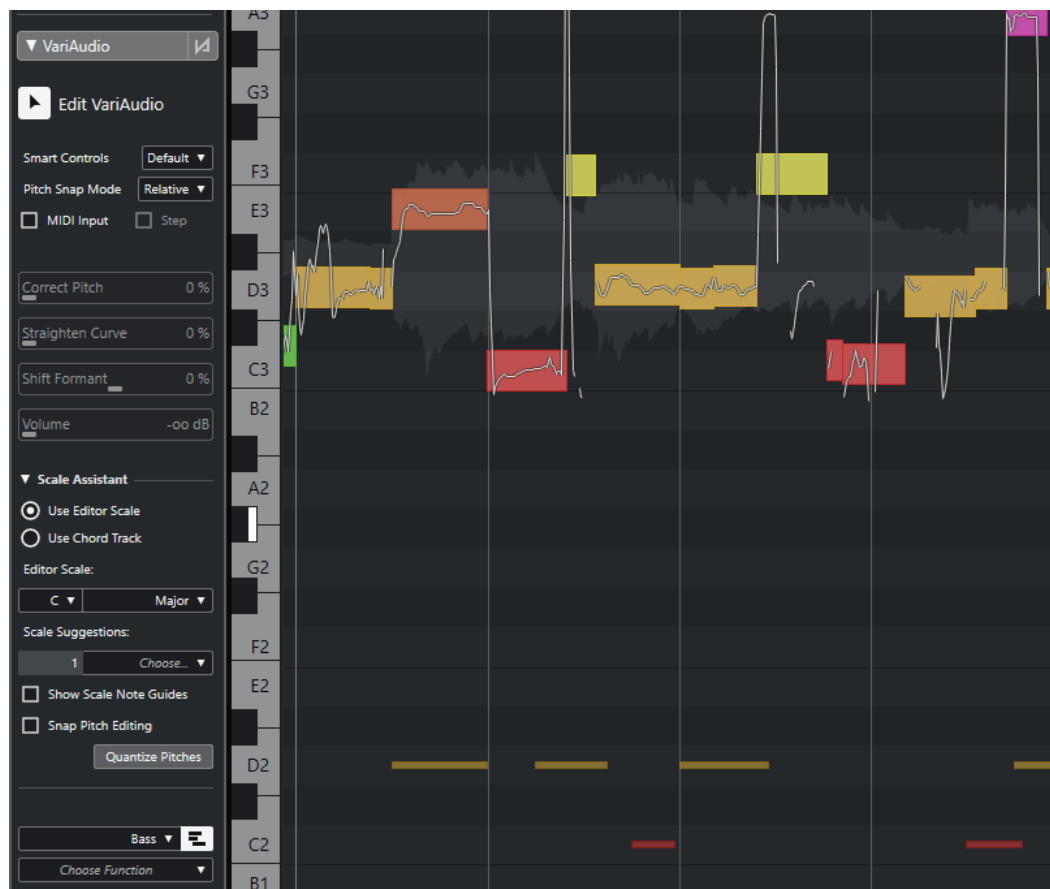 VariAudio
Edit VariAudio
Smart Controls Default
Pitch Snap Mode Relative
MIDI Input Step
Correct Pitch 0 %
Straighten Curve 0 %
Shift Formant 0 %
Volume -oo dB
Scale Assistant
Use Editor Scale
Use Chord Track
Editor Scale:
C Major
Scale Suggestions:
1 Choose...
Show Scale Note Guides
Snap Pitch Editing
Quantize Pitches
Bass
Choose Function
A3
G3
F3
E3
D3
C3
B2
A2
G2
F2
E2
D2
C2
B1